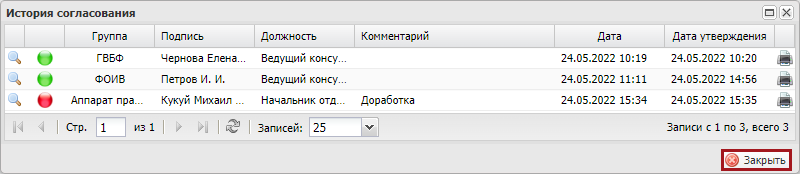 История согласования
Группа Подпись Должность Комментарий Дата Дата утверждения
ГВБФ Чернова Елена... Ведущий консу... 24.05.2022 10:19 24.05.2022 10:20
ФОИВ Петров И. И. Ведущий консу... 24.05.2022 11:11 24.05.2022 14:56
Аппарат пра... Кукуй Михаил ... Начальник отд... Доработка 24.05.2022 15:34 24.05.2022 15:35
Стр. 1 из 1 Записей: 25 Записи с 1 по 3, всего 3
Закрыть